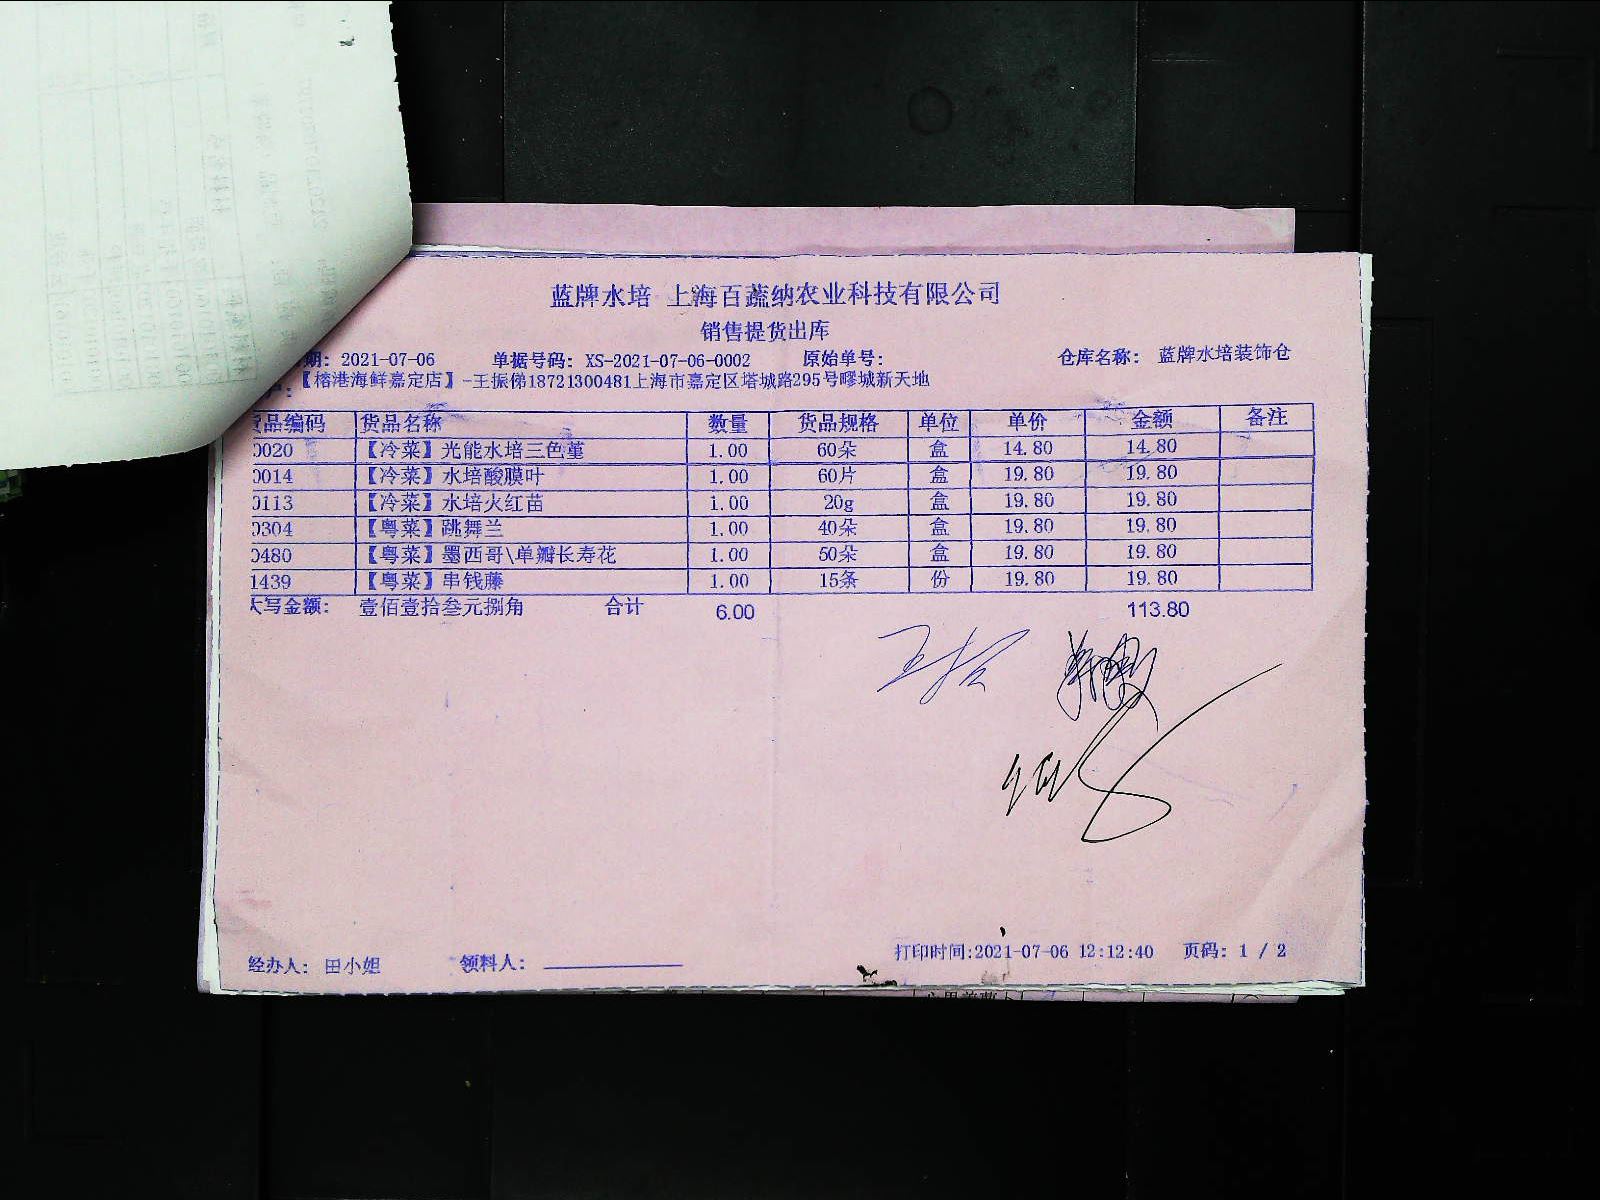 蓝牌水培 上海百蔬纳农业科技有限公司
销售提货出库
期: 2021-07-06 单据号码: XS-2021-07-06-0002 原始单号: 仓库名称: 蓝牌水培装饰仓
【榕港海鲜嘉定店】-王振俤18721300481上海市嘉定区塔城路295号疁城新天地
货品编码 货品名称 数量 货品规格 单位 单价 金额 备注
0020 【冷菜】光能水培三色堇 1.00 60朵 盒 14.80 14.80
0014 【冷菜】水培酸膜叶 1.00 60片 盒 19.80 19.80
0113 【冷菜】水培火红苗 1.00 20g 盒 19.80 19.80
0304 【粤菜】跳舞兰 1.00 40朵 盒 19.80 19.80
0480 【粤菜】墨西哥\单瓣长寿花 1.00 50朵 盒 19.80 19.80
1439 【粤菜】串钱藤 1.00 15条 份 19.80 19.80
大写金额: 壹佰壹拾叁元捌角 合计 6.00 113.80
打印时间:2021-07-06 12:12:40 页码: 1 / 2
经办人: 田小姐 领料人: